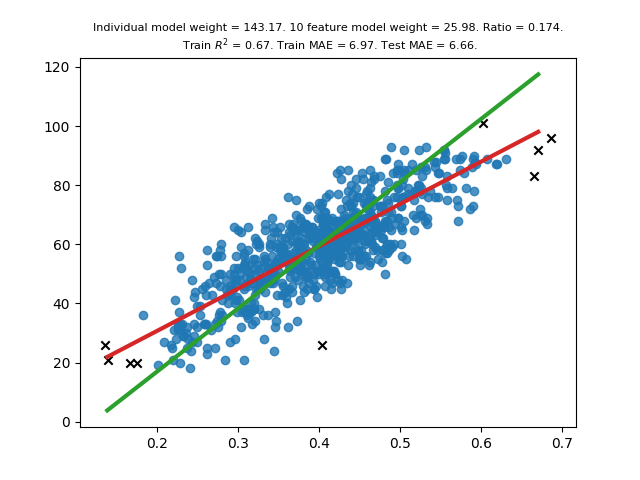 Individual model weight = 143.17. 10 feature model weight = 25.98. Ratio = 0.174.
Train R² = 0.67. Train MAE = 6.97. Test MAE = 6.66.
120
100
80
60
40
20
0
0.2 0.3 0.4 0.5 0.6 0.7